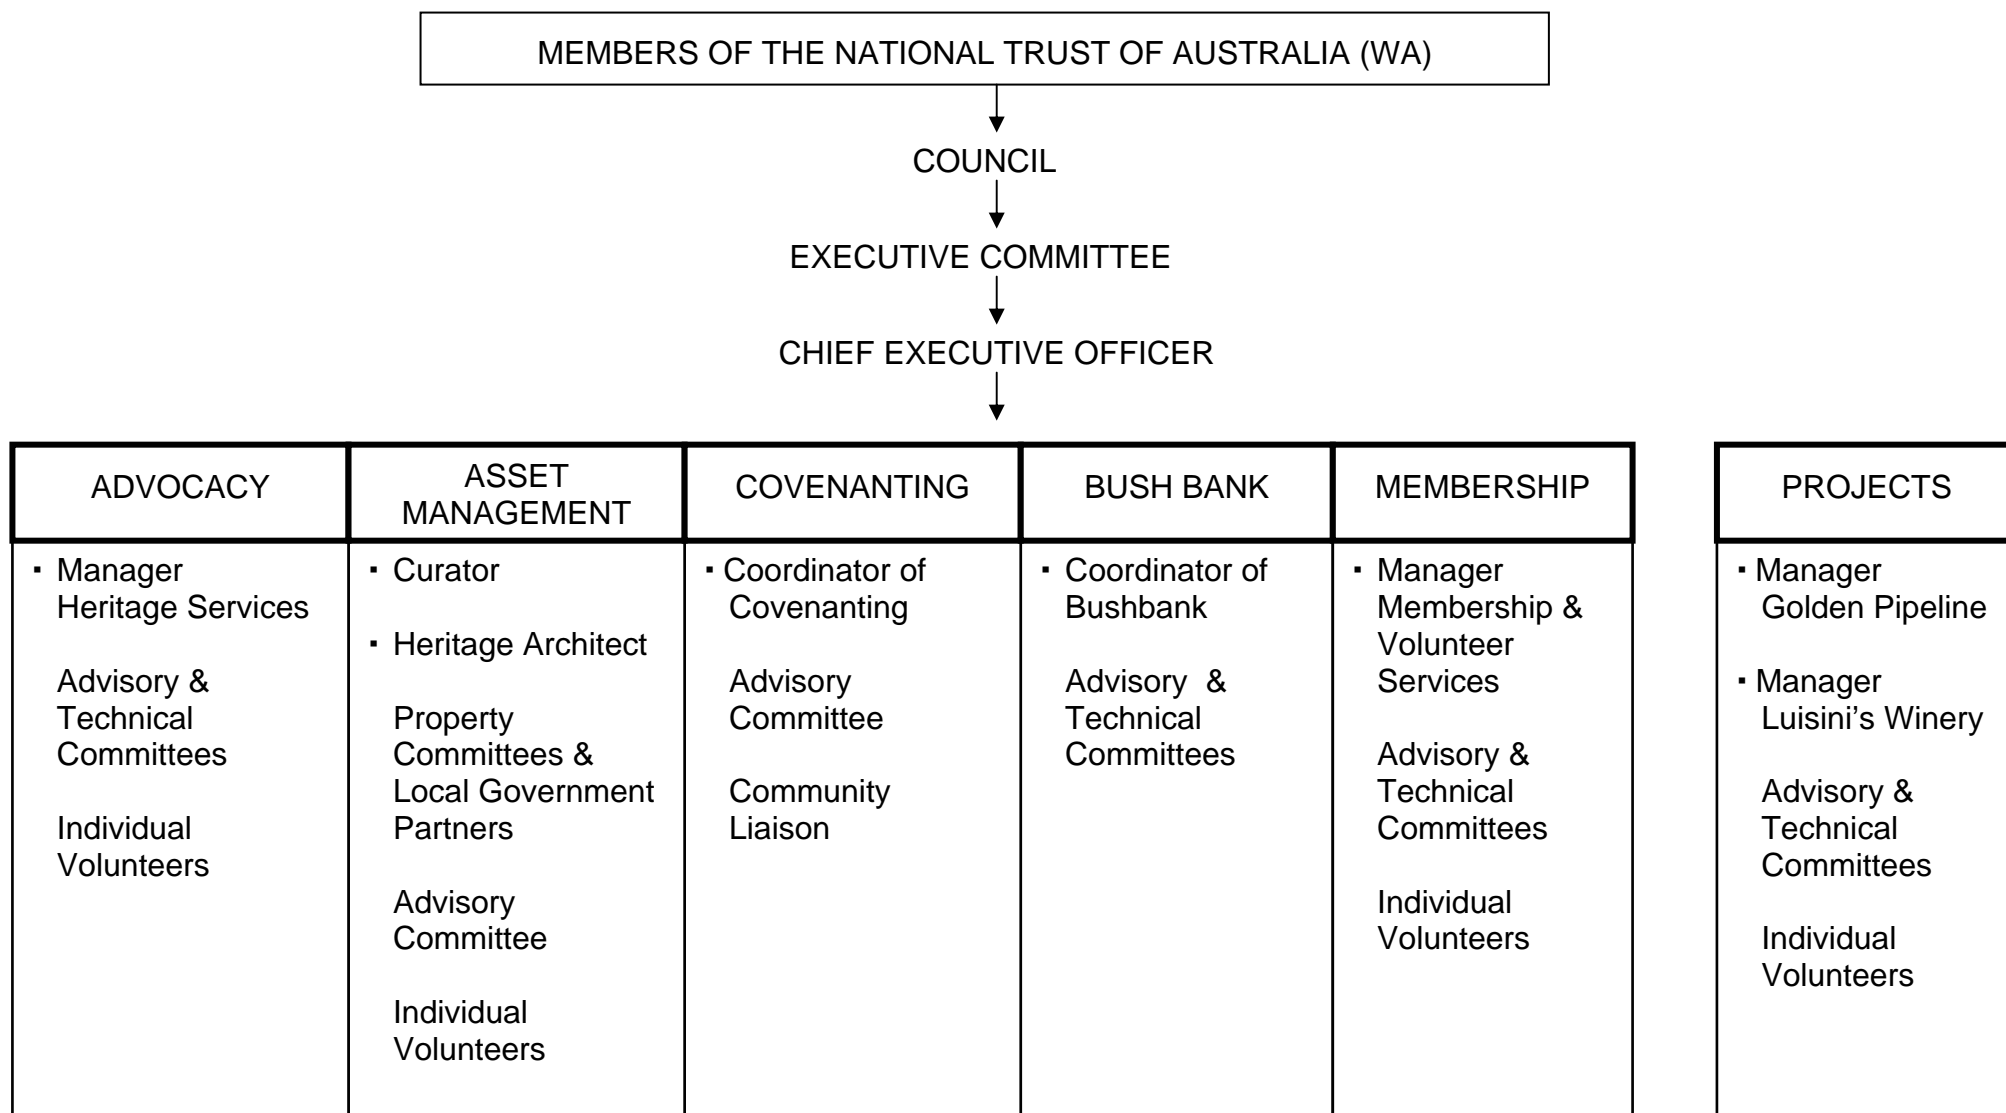 MEMBERS OF THE NATIONAL TRUST OF AUSTRALIA (WA)
COUNCIL
EXECUTIVE COMMITTEE
CHIEF EXECUTIVE OFFICER
ADVOCACY
▪ Manager
Heritage Services
Advisory &
Technical
Committees
Individual
Volunteers
ASSET
MANAGEMENT
▪ Curator
▪ Heritage Architect
Property
Committees &
Local Government
Partners
Advisory
Committee
Individual
Volunteers
COVENANTING
▪ Coordinator of
Covenanting
Advisory
Committee
Community
Liaison
BUSH BANK
▪ Coordinator of
Bushbank
Advisory &
Technical
Committees
MEMBERSHIP
▪ Manager
Membership &
Volunteer
Services
Advisory &
Technical
Committees
Individual
Volunteers
PROJECTS
▪ Manager
Golden Pipeline
▪ Manager
Luisini’s Winery
Advisory &
Technical
Committees
Individual
Volunteers